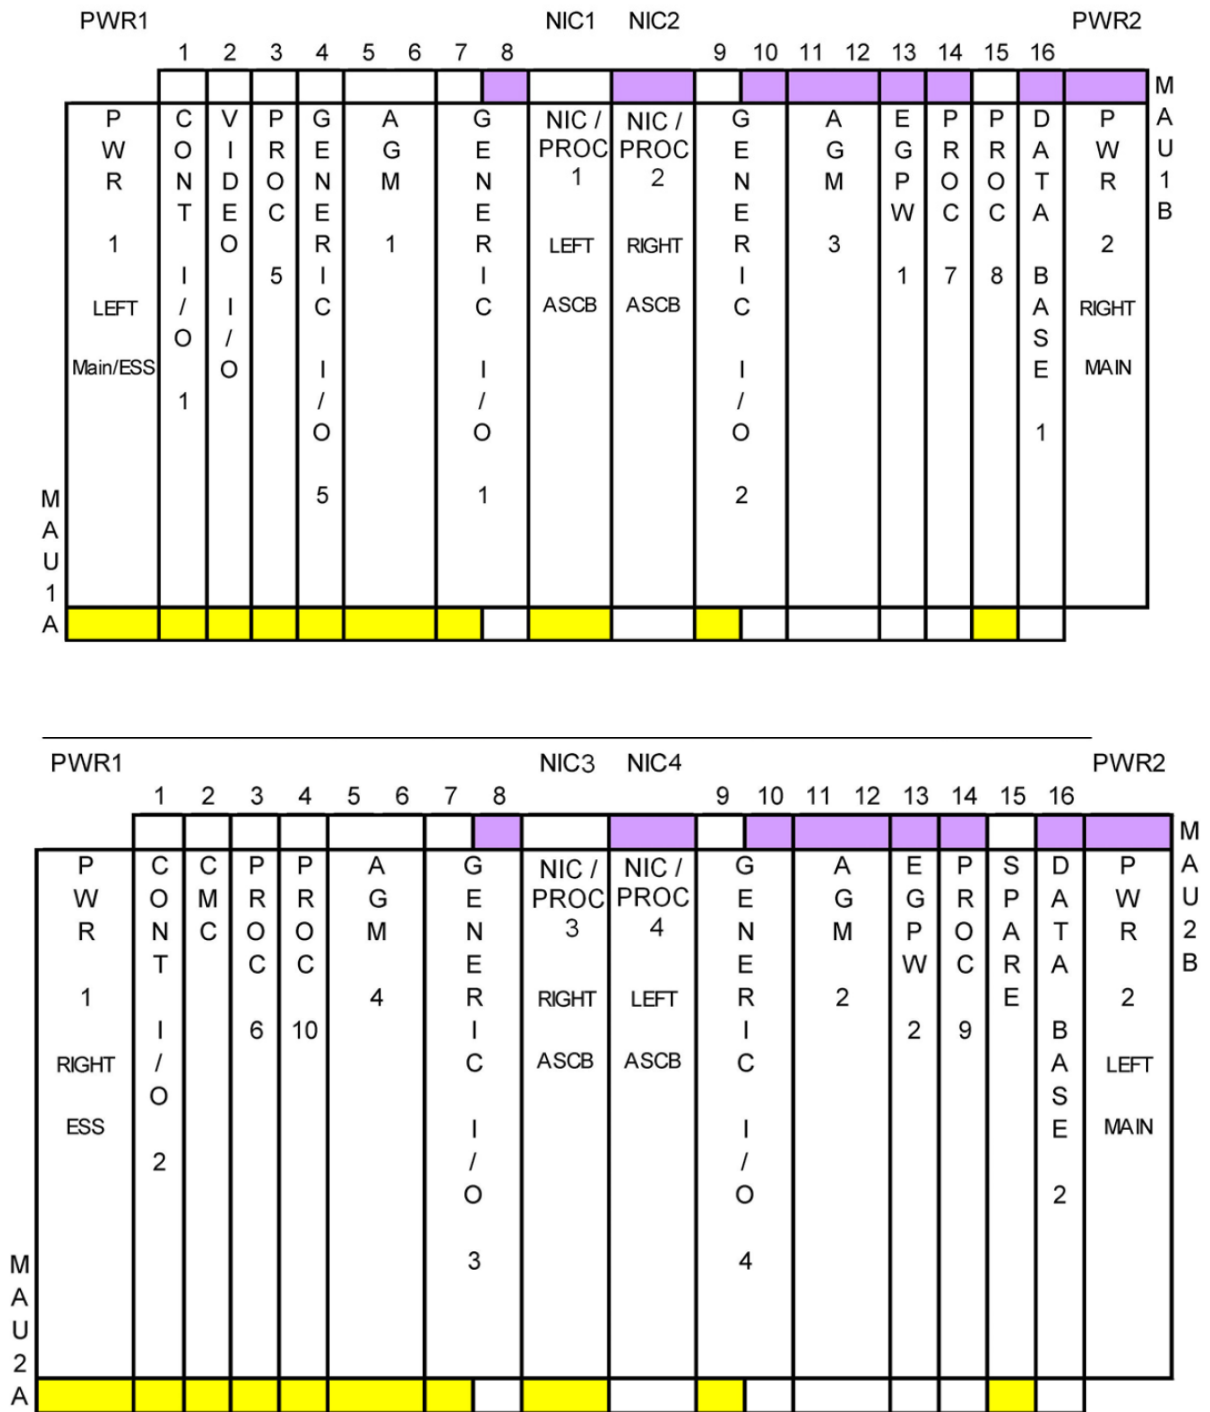 PWR1 NIC1 NIC2 PWR2
1 2 3 4 5 6 7 8 9 10 11 12 13 14 15 16
MAU1B
PWR 1 LEFT Main/ESS
CONT I/O 1
VIDEO I/O
PROC 5
GENERIC I/O 5
AGM 1
GENERIC I/O 1
NIC / PROC 1 LEFT ASCB
NIC / PROC 2 RIGHT ASCB
GENERIC I/O 2
AGM 3
EGPW 1
PROC 7
PROC 8
DATA BASE 1
PWR 2 RIGHT MAIN
MAU1A
PWR1 NIC3 NIC4 PWR2
1 2 3 4 5 6 7 8 9 10 11 12 13 14 15 16
MAU2B
PWR 1 RIGHT ESS
CONT I/O 2
CMC
PROC 6
PROC 10
AGM 4
GENERIC I/O 3
NIC / PROC 3 RIGHT ASCB
NIC / PROC 4 LEFT ASCB
GENERIC I/O 4
AGM 2
EGPW 2
PROC 9
SPARE
DATA BASE 2
PWR 2 LEFT MAIN
MAU2A